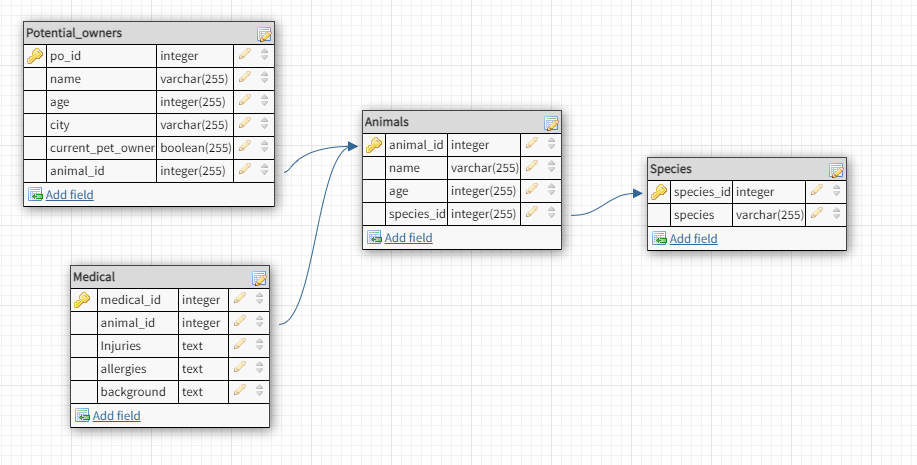 Potential_owners
po_id integer
name varchar(255)
age integer(255)
city varchar(255)
current_pet_owner boolean(255)
animal_id integer(255)
Add field
Animals
animal_id integer
name varchar(255)
age integer(255)
species_id integer(255)
Add field
Species
species_id integer
species varchar(255)
Add field
Medical
medical_id integer
animal_id integer
Injuries text
allergies text
background text
Add field